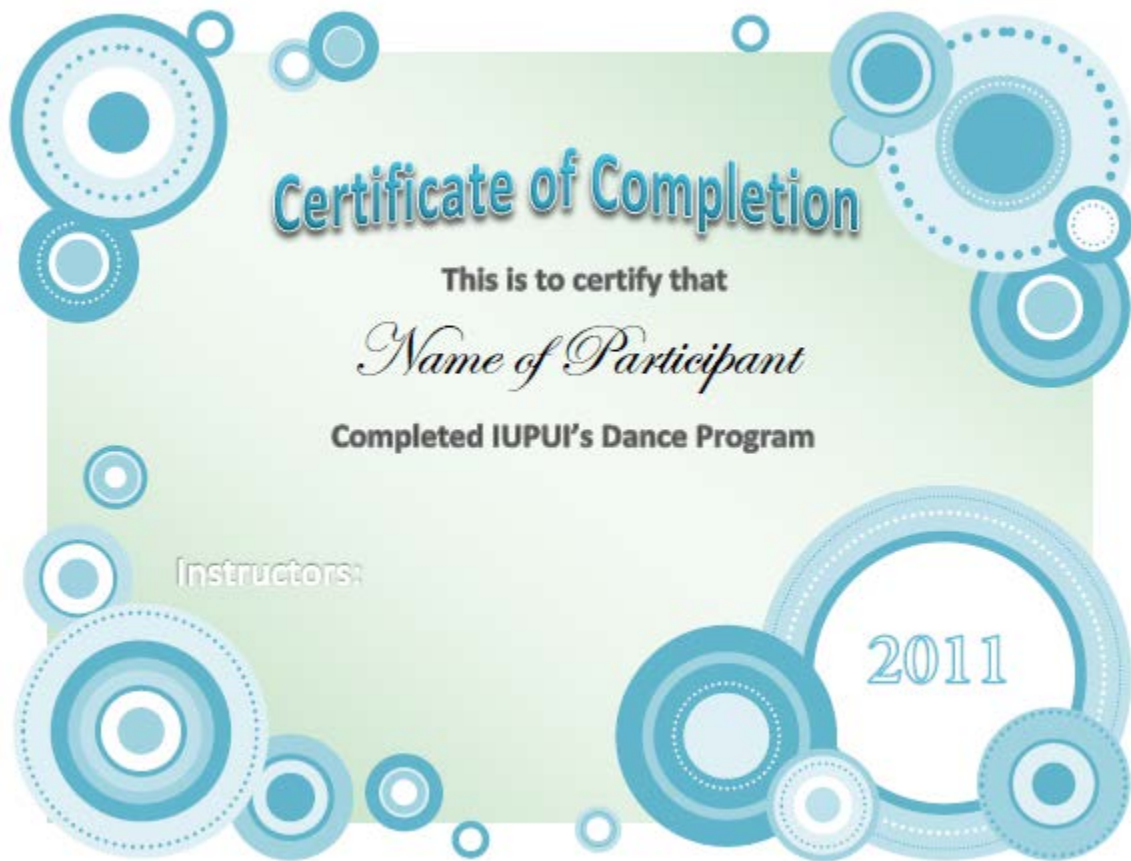 Certificate of Completion
This is to certify that
Name of Participant
Completed IUPUI's Dance Program
Instructors:
2011